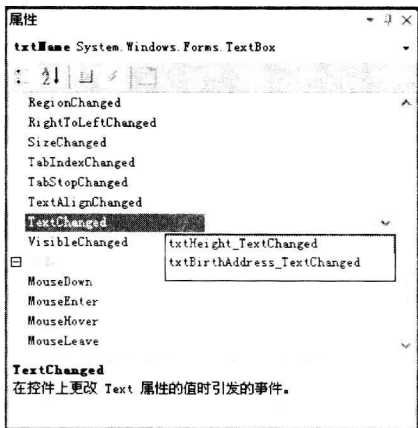 属性
txtName System.Windows.Forms.TextBox
RegionChanged
RightToLeftChanged
SizeChanged
TabIndexChanged
TabStopChanged
TextAlignChanged
TextChanged
VisibleChanged
txtHeight_TextChanged
txtBirthAddress_TextChanged
MouseDown
MouseEnter
MouseHover
MouseLeave
TextChanged
在控件上更改 Text 属性的值时引发的事件。